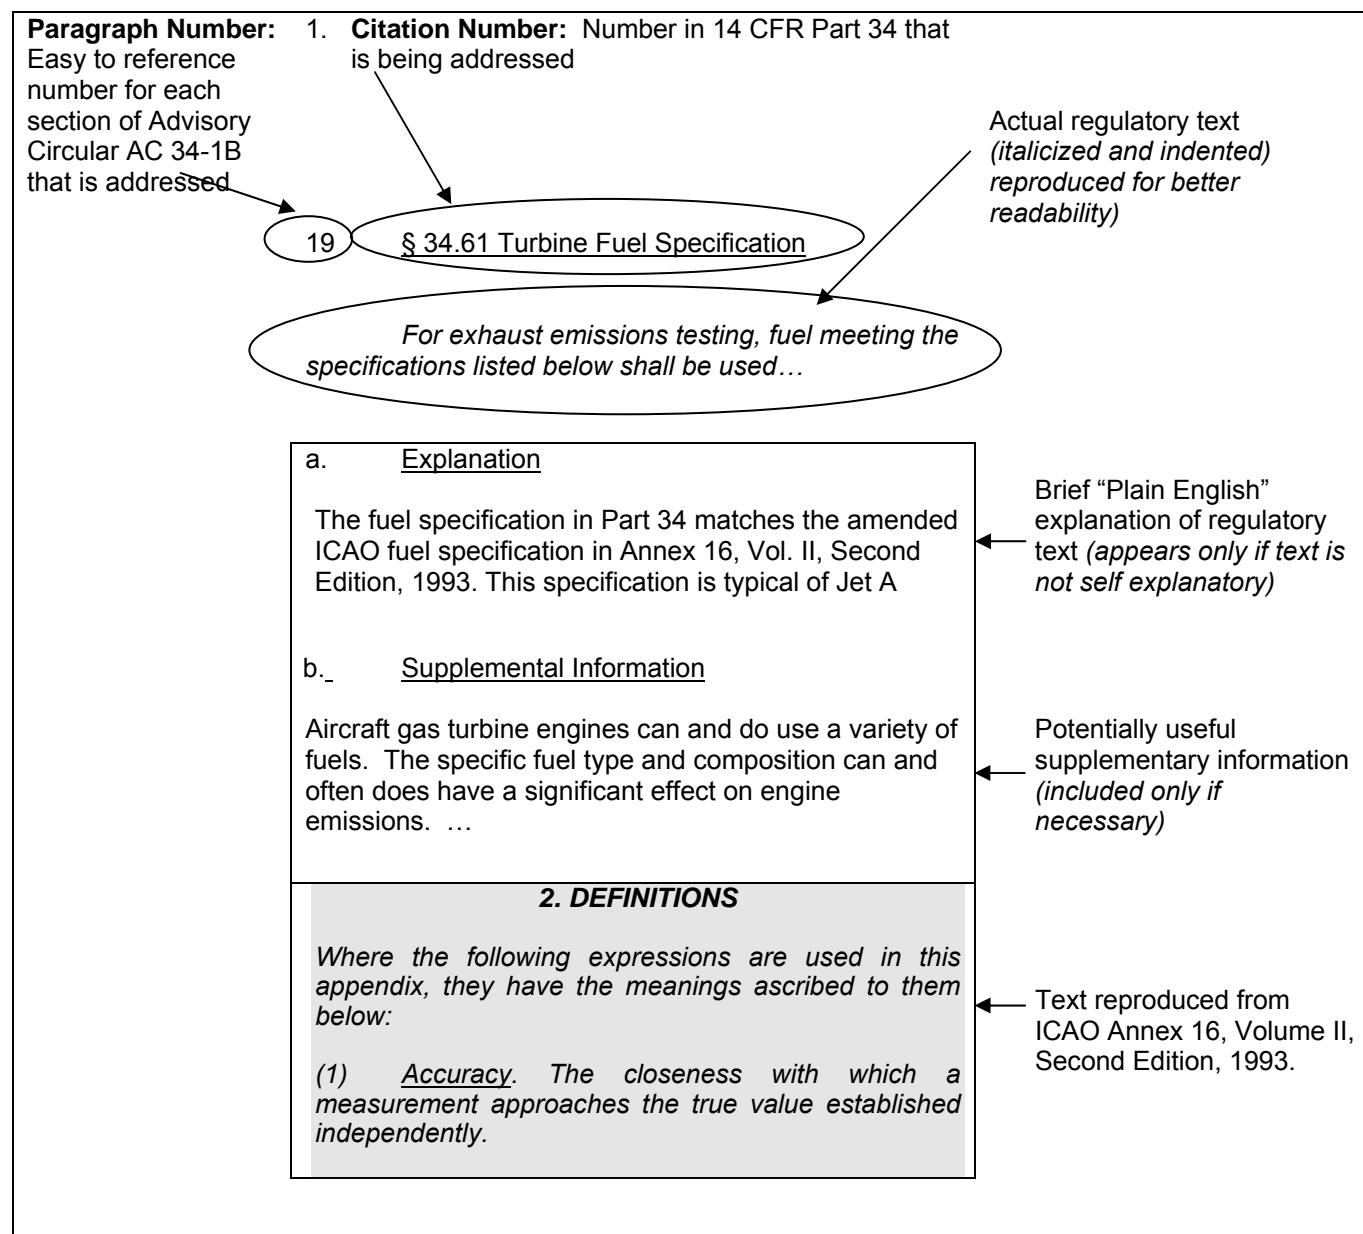 Paragraph Number:
Easy to reference
number for each
section of Advisory
Circular AC 34-1B
that is addressed
1. Citation Number: Number in 14 CFR Part 34 that
is being addressed
Actual regulatory text
(italicized and indented)
reproduced for better
readability)
19 § 34.61 Turbine Fuel Specification
For exhaust emissions testing, fuel meeting the
specifications listed below shall be used…
a. Explanation
The fuel specification in Part 34 matches the amended
ICAO fuel specification in Annex 16, Vol. II, Second
Edition, 1993. This specification is typical of Jet A
Brief “Plain English”
explanation of regulatory
text (appears only if text is
not self explanatory)
b. Supplemental Information
Aircraft gas turbine engines can and do use a variety of
fuels. The specific fuel type and composition can and
often does have a significant effect on engine
emissions. …
Potentially useful
supplementary information
(included only if
necessary)
2. DEFINITIONS
Where the following expressions are used in this
appendix, they have the meanings ascribed to them
below:
(1) Accuracy. The closeness with which a
measurement approaches the true value established
independently.
Text reproduced from
ICAO Annex 16, Volume II,
Second Edition, 1993.